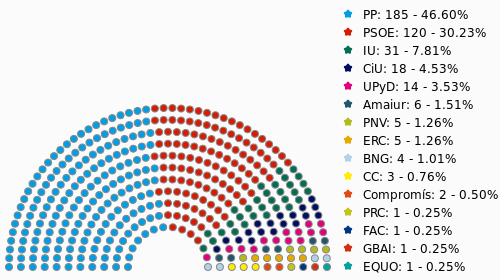 PP: 185 - 46.60%
PSOE: 120 - 30.23%
IU: 31 - 7.81%
CiU: 18 - 4.53%
UPyD: 14 - 3.53%
Amaiur: 6 - 1.51%
PNV: 5 - 1.26%
ERC: 5 - 1.26%
BNG: 4 - 1.01%
CC: 3 - 0.76%
Compromís: 2 - 0.50%
PRC: 1 - 0.25%
FAC: 1 - 0.25%
GBAI: 1 - 0.25%
EQUO: 1 - 0.25%